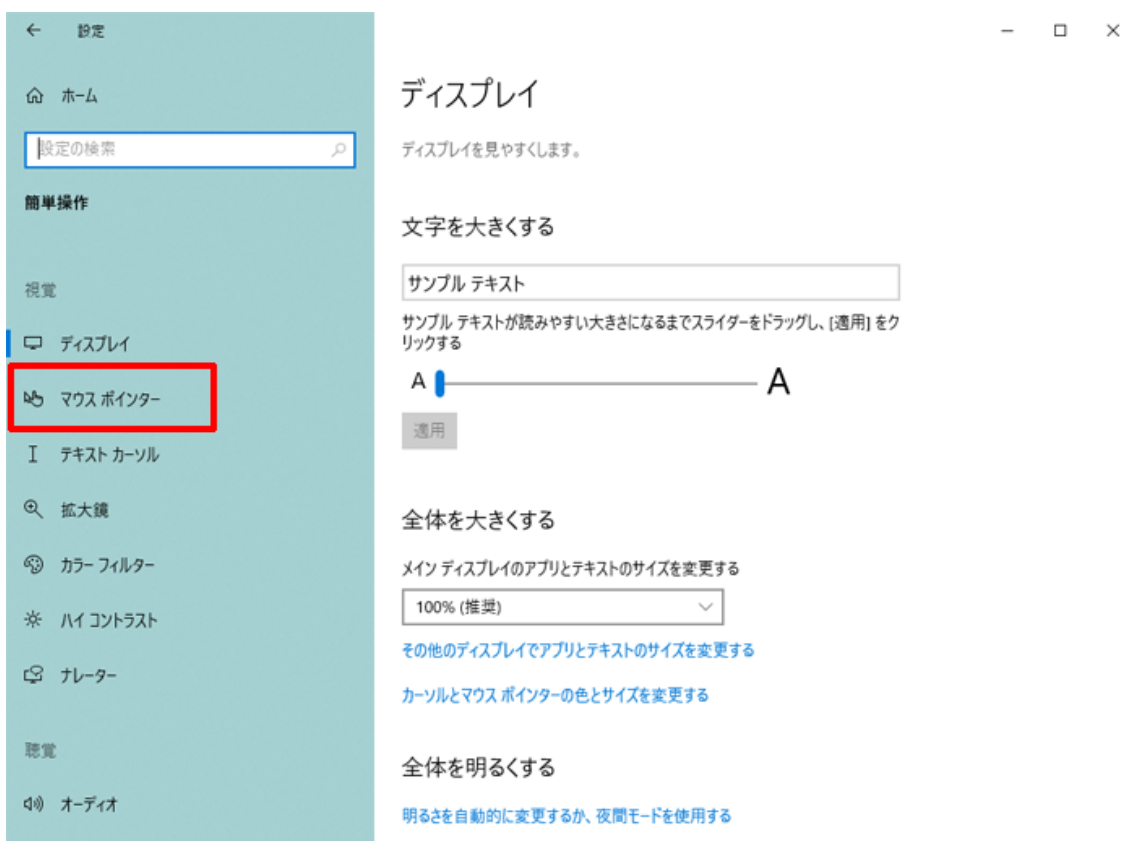 設定
ホーム
設定の検索
簡単操作
視覚
ディスプレイ
マウス ポインター
テキスト カーソル
拡大鏡
カラー フィルター
ハイ コントラスト
ナレーター
聴覚
オーディオ
ディスプレイ
ディスプレイを見やすくします。
文字を大きくする
サンプル テキスト
サンプル テキストが読みやすい大きさになるまでスライダーをドラッグし、[適用] をク
リックする
A A
適用
全体を大きくする
メイン ディスプレイのアプリとテキストのサイズを変更する
100% (推奨)
その他のディスプレイでアプリとテキストのサイズを変更する
カーソルとマウス ポインターの色とサイズを変更する
全体を明るくする
明るさを自動的に変更するか、夜間モードを使用する